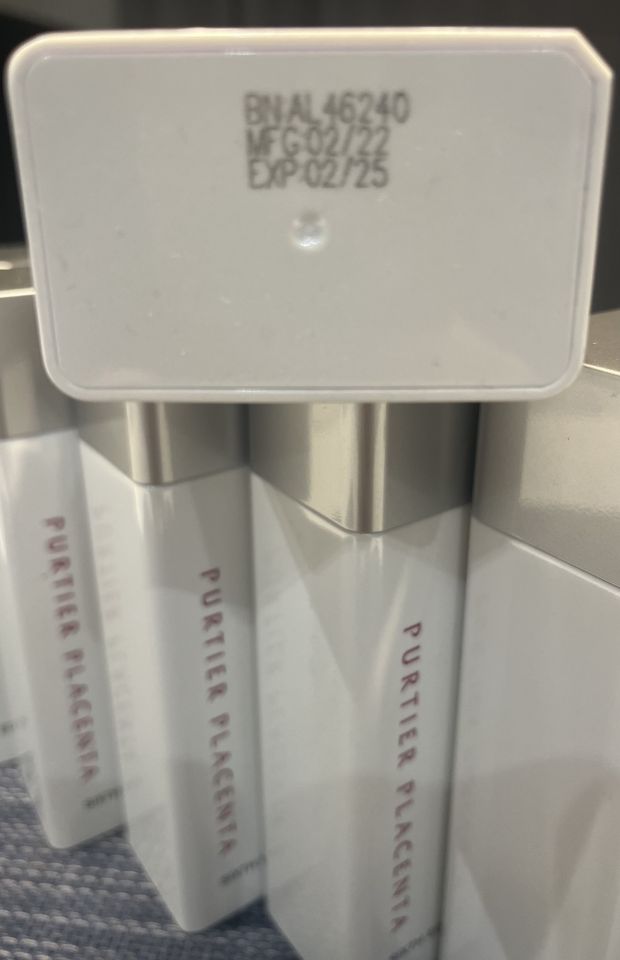 BN:AL46240
MFG:02/22
EXP:02/25
PURTIER PLACENTA
PURTIER PLACENTA
PURTIER PLACENTA